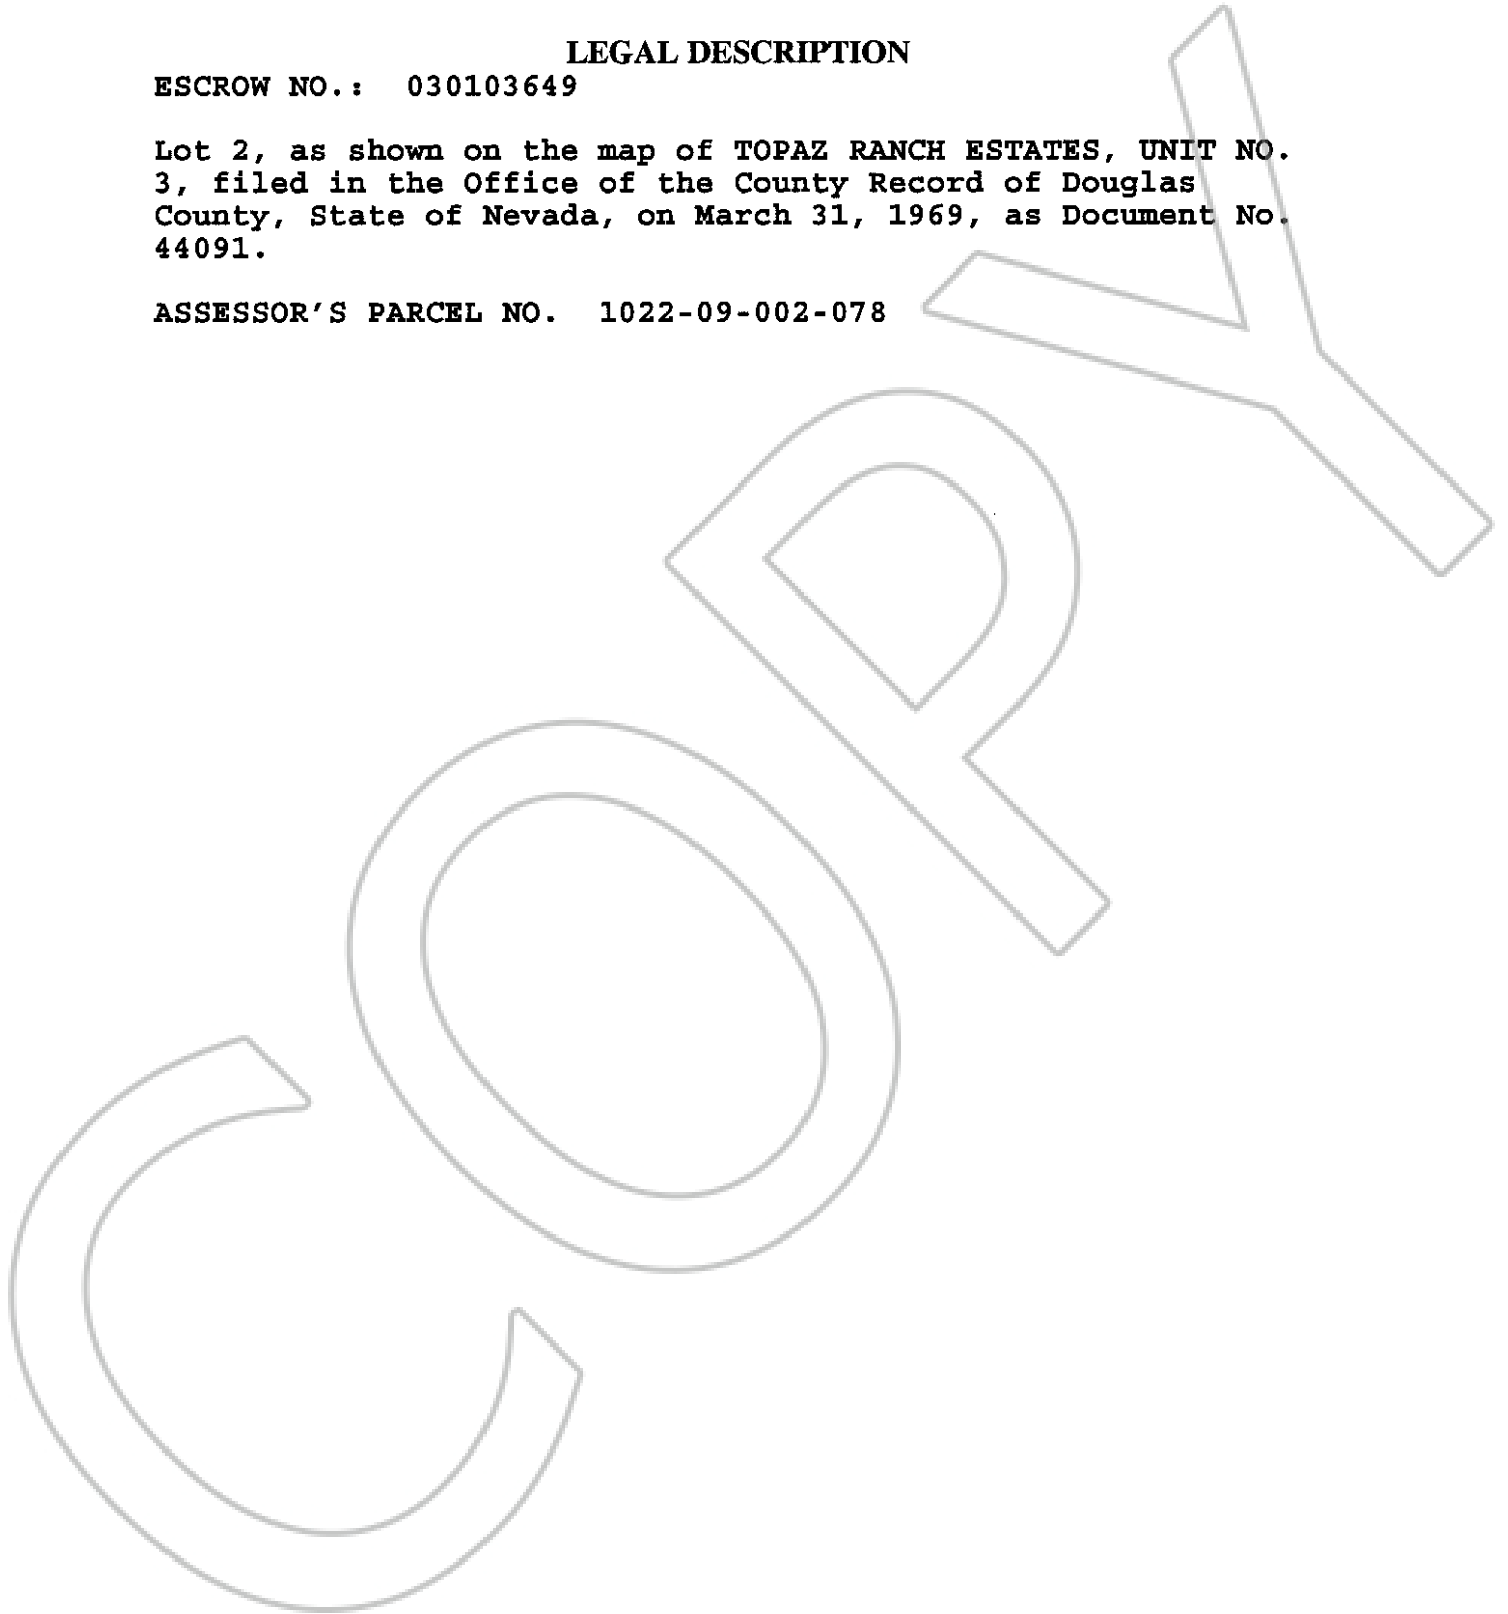 LEGAL DESCRIPTION
ESCROW NO.: 030103649
Lot 2, as shown on the map of TOPAZ RANCH ESTATES, UNIT NO.
3, filed in the Office of the County Record of Douglas
County, State of Nevada, on March 31, 1969, as Document No.
44091.
ASSESSOR'S PARCEL NO. 1022-09-002-078
COPY